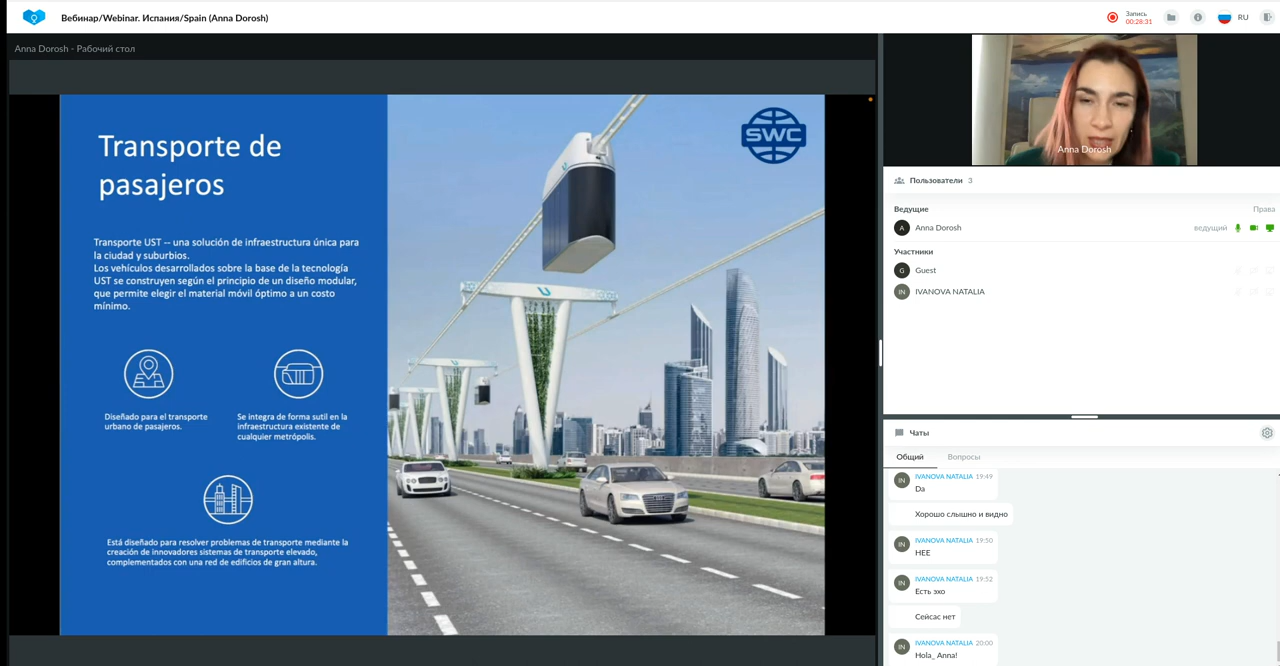 Вебинар/Webinar. Испания/Spain (Anna Dorosh)
Запись
00:28:31
RU
Anna Dorosh - Рабочий стол
Transporte de
pasajeros
Transporte UST -- una solución de infraestructura única para
la ciudad y suburbios.
Los vehículos desarrollados sobre la base de la tecnología
UST se construyen según el principio de un diseño modular,
que permite elegir el material móvil óptimo a un costo
mínimo.
Diseñado para el transporte
urbano de pasajeros.
Se integra de forma sutil en la
infraestructura existente de
cualquier metrópolis.
Está diseñado para resolver problemas de transporte mediante la
creación de innovadores sistemas de transporte elevado,
complementados con una red de edificios de gran altura.
SWC
Anna Dorosh
Пользователи 3
Ведущие Права
A Anna Dorosh ведущий
Участники
G Guest
IN IVANOVA NATALIA
Чаты
Общий Вопросы
IN IVANOVA NATALIA 19:49
Da
Хорошо слышно и видно
IN IVANOVA NATALIA 19:50
HEE
IN IVANOVA NATALIA 19:52
Есть эхо
Сейсас нет
IN IVANOVA NATALIA 20:00
Hola_ Anna!